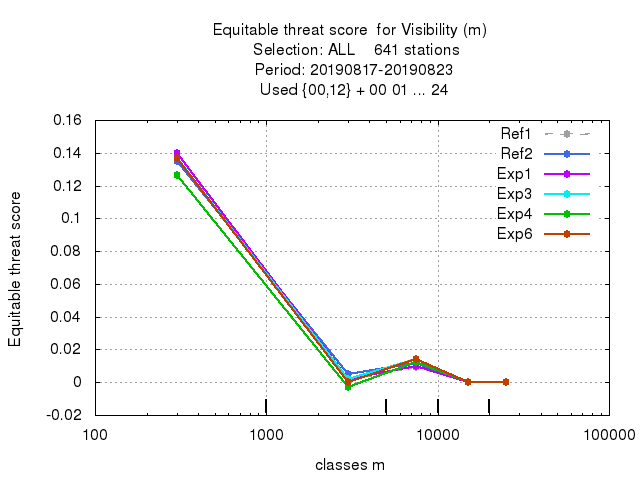 Equitable threat score  for Visibility (m)
Selection: ALL    641 stations
Period: 20190817-20190823
Used {00,12} + 00 01 ... 24
Ref1
Ref2
Exp1
Exp3
Exp4
Exp6
Equitable threat score
0.16
0.14
0.12
0.1
0.08
0.06
0.04
0.02
0
-0.02
100 1000 10000 100000
classes m